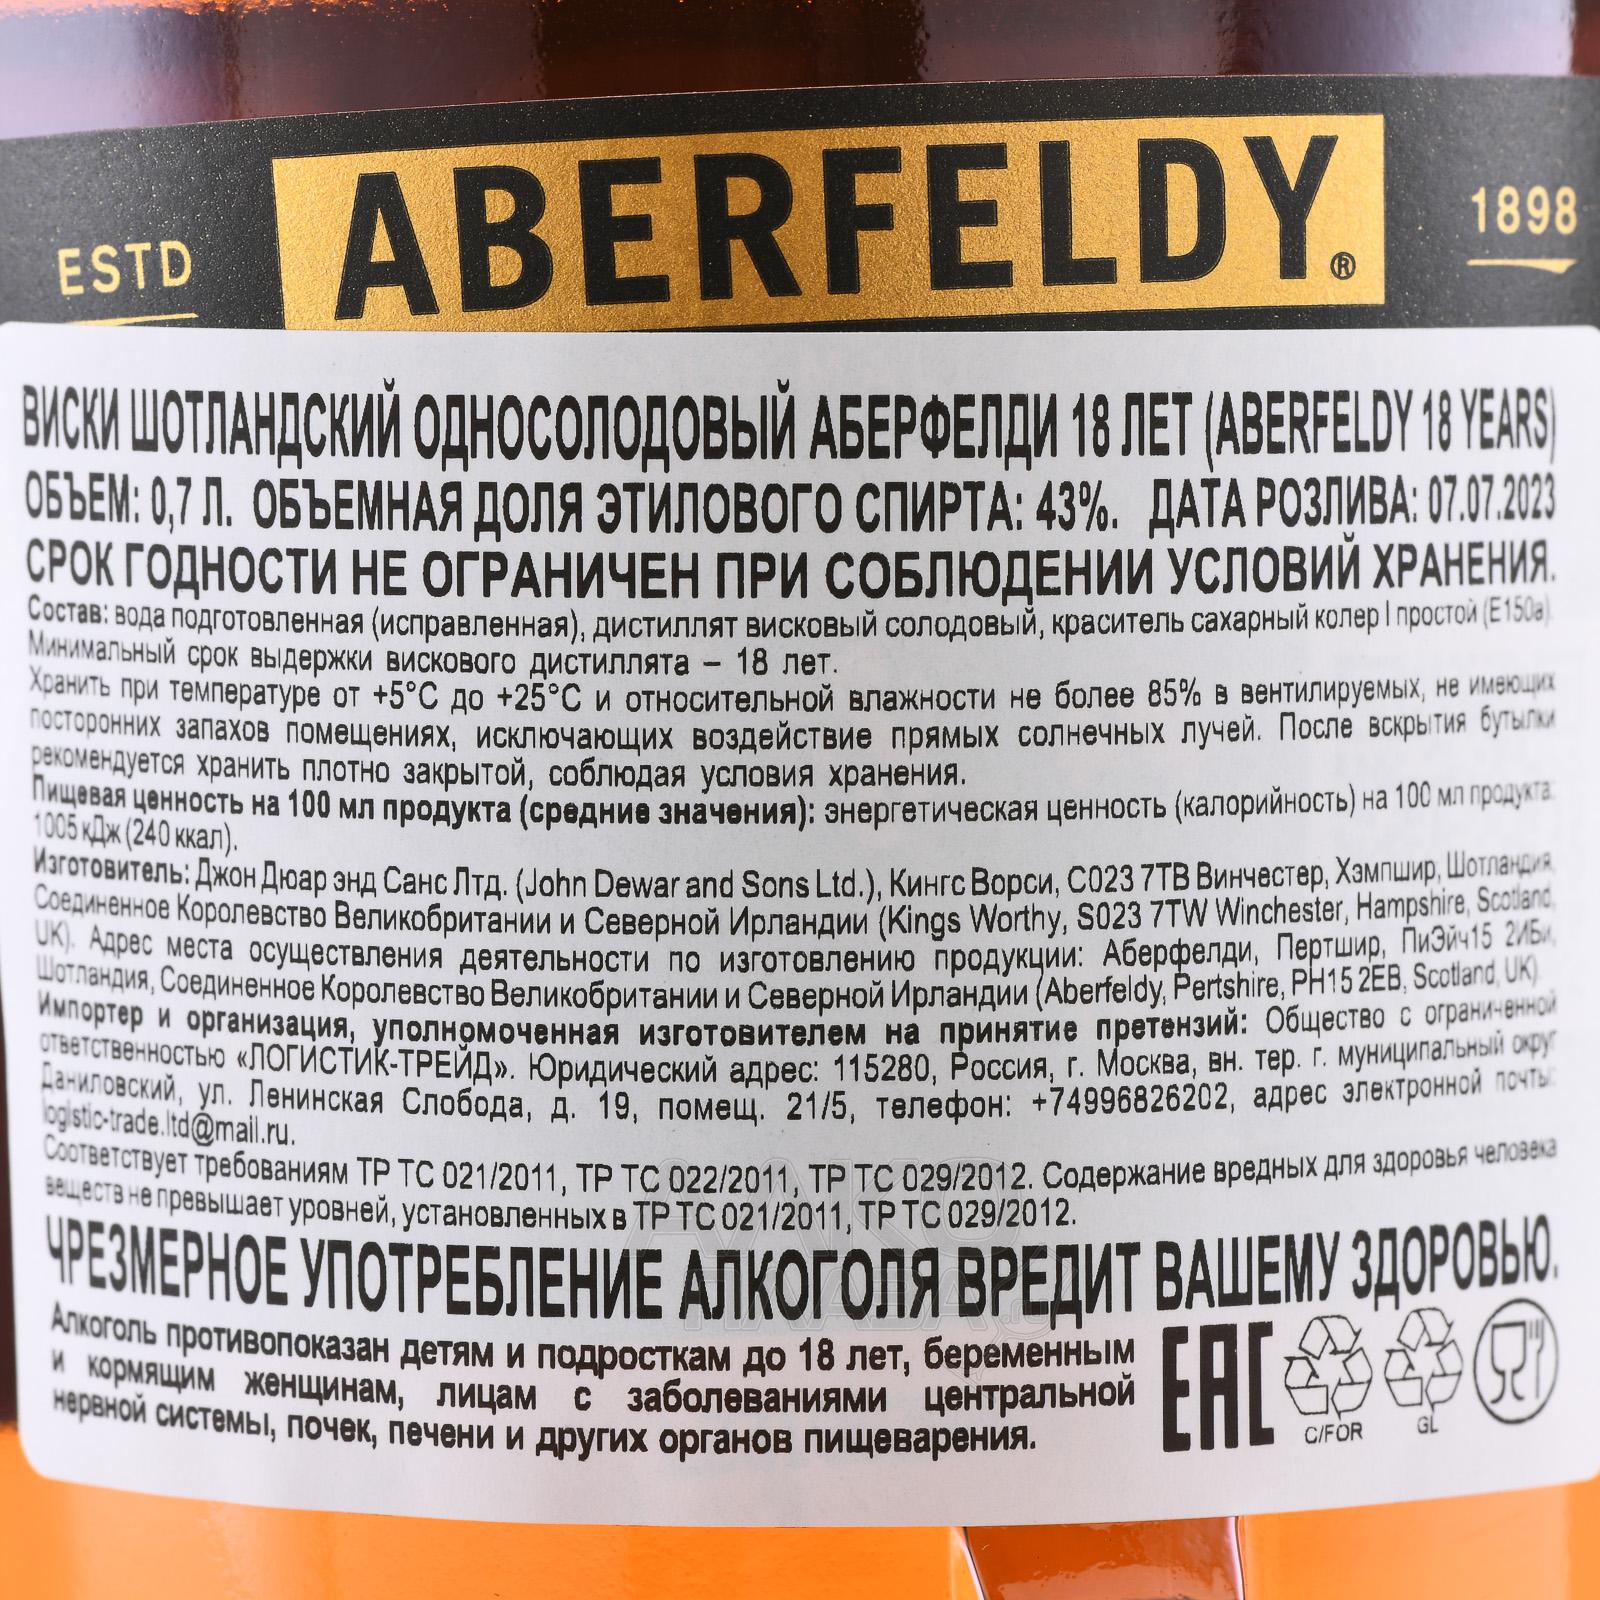 ESTD ABERFELDY® 1898
ВИСКИ ШОТЛАНДСКИЙ ОДНОСОЛОДОВЫЙ АБЕРФЕЛДИ 18 ЛЕТ (ABERFELDY 18 YEARS)
ОБЪЕМ: 0,7 Л. ОБЪЕМНАЯ ДОЛЯ ЭТИЛОВОГО СПИРТА: 43%. ДАТА РОЗЛИВА: 07.07.2023
СРОК ГОДНОСТИ НЕ ОГРАНИЧЕН ПРИ СОБЛЮДЕНИИ УСЛОВИЙ ХРАНЕНИЯ.
Состав: вода подготовленная (исправленная), дистиллят висковый солодовый, краситель сахарный колер I простой (Е150а).
Минимальный срок выдержки вискового дистиллята – 18 лет.
Хранить при температуре от +5°C до +25°C и относительной влажности не более 85% в вентилируемых, не имеющих
посторонних запахов помещениях, исключающих воздействие прямых солнечных лучей. После вскрытия бутылки
рекомендуется хранить плотно закрытой, соблюдая условия хранения.
Пищевая ценность на 100 мл продукта (средние значения): энергетическая ценность (калорийность) на 100 мл продукта:
1005 кДж (240 ккал).
Изготовитель: Джон Дюар энд Санс Лтд. (John Dewar and Sons Ltd.), Кингс Ворси, СО23 7ТВ Винчестер, Хэмпшир, Шотландия,
Соединенное Королевство Великобритании и Северной Ирландии (Kings Worthy, SO23 7TW Winchester, Hampshire, Scotland,
UK). Адрес места осуществления деятельности по изготовлению продукции: Аберфелди, Пертшир, ПиЭйч15 2ИБи,
Шотландия, Соединенное Королевство Великобритании и Северной Ирландии (Aberfeldy, Pertshire, PH15 2EB, Scotland, UK).
Импортер и организация, уполномоченная изготовителем на принятие претензий: Общество с ограниченной
ответственностью «ЛОГИСТИК-ТРЕЙД». Юридический адрес: 115280, Россия, г. Москва, вн. тер. г. муниципальный округ
Даниловский, ул. Ленинская Слобода, д. 19, помещ. 21/5, телефон: +74996826202, адрес электронной почты:
logistic-trade.ltd@mail.ru.
Соответствует требованиям ТР ТС 021/2011, ТР ТС 022/2011, ТР ТС 029/2012. Содержание вредных для здоровья человека
веществ не превышает уровней, установленных в ТР ТС 021/2011, ТР ТС 029/2012.
ЧРЕЗМЕРНОЕ УПОТРЕБЛЕНИЕ АЛКОГОЛЯ ВРЕДИТ ВАШЕМУ ЗДОРОВЬЮ.
Алкоголь противопоказан детям и подросткам до 18 лет, беременным
и кормящим женщинам, лицам с заболеваниями центральной
нервной системы, почек, печени и других органов пищеварения.
EAC C/FOR GL